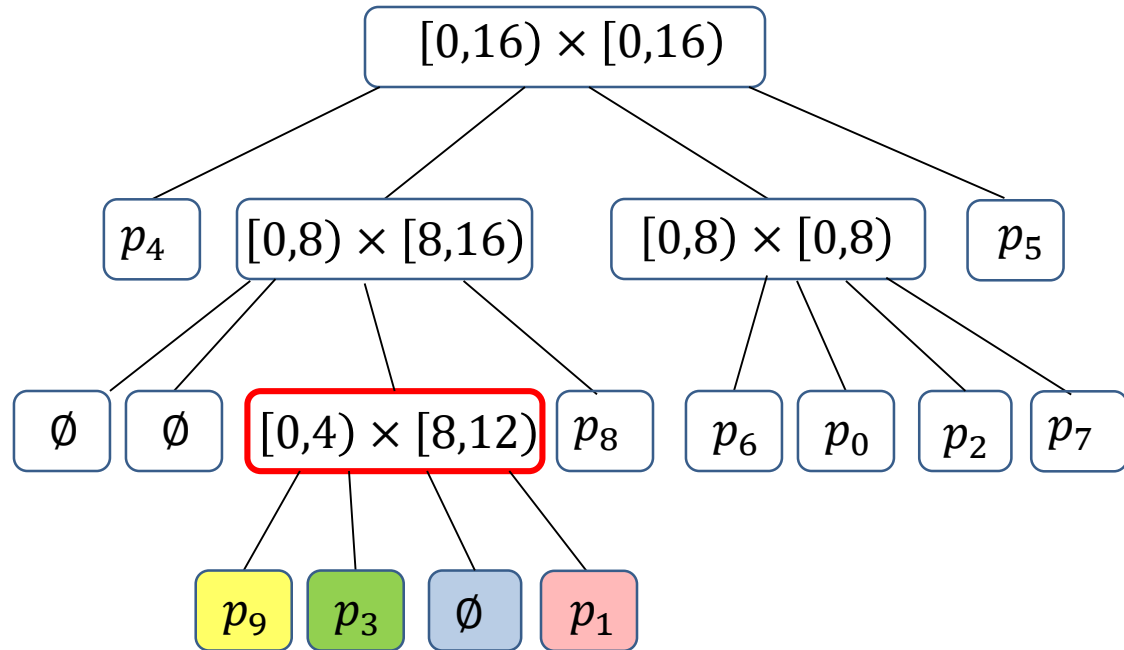 [0,16) × [0,16)
p₄ [0,8) × [8,16) [0,8) × [0,8) p₅
∅ ∅ [0,4) × [8,12) p₈ p₆ p₀ p₂ p₇
p₉ p₃ ∅ p₁